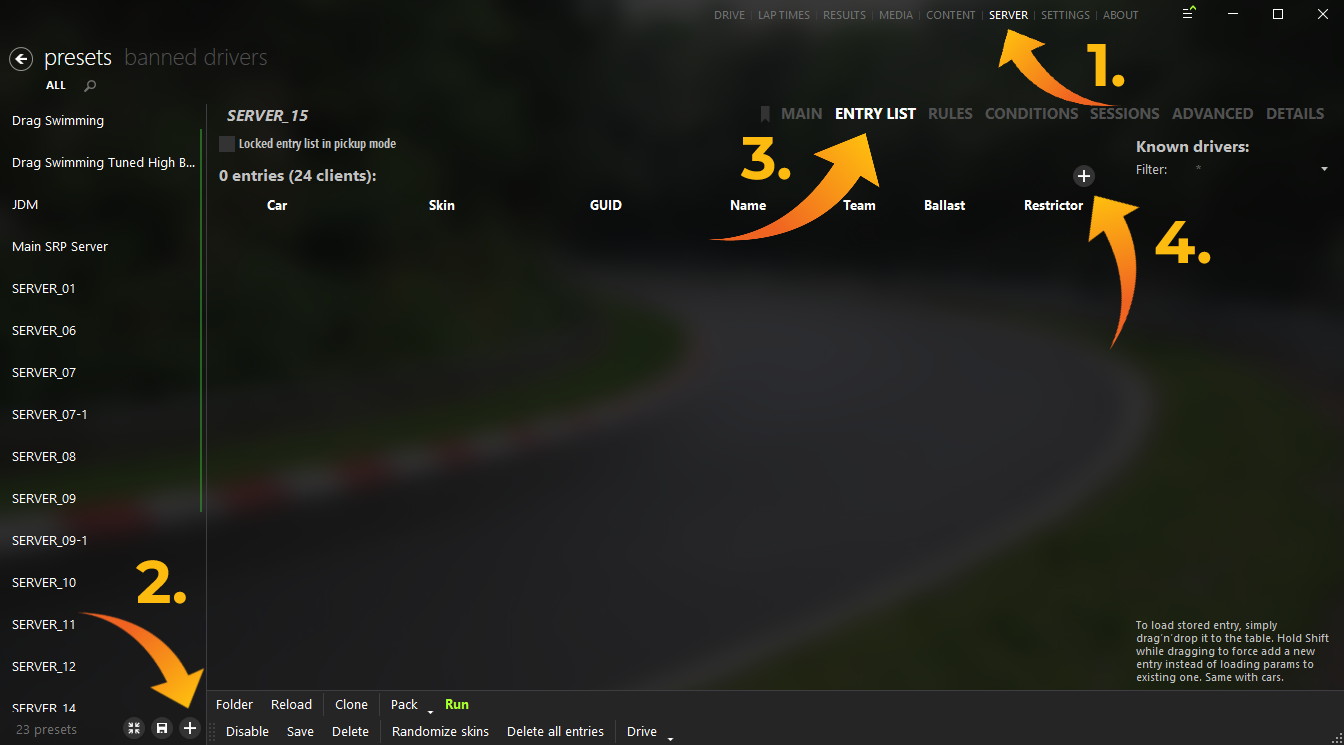 DRIVE LAP TIMES RESULTS MEDIA CONTENT SERVER SETTINGS ABOUT
1.
presets banned drivers
ALL
Drag Swimming
Drag Swimming Tuned High B...
JDM
Main SRP Server
SERVER_01
SERVER_06
SERVER_07
SERVER_07-1
SERVER_08
SERVER_09
SERVER_09-1
SERVER_10
SERVER_11
SERVER_12
SERVER_14
23 presets
2.
SERVER_15
MAIN ENTRY LIST RULES CONDITIONS SESSIONS ADVANCED DETAILS
Locked entry list in pickup mode
3.
0 entries (24 clients):
Car Skin GUID Name Team Ballast Restrictor
Known drivers:
Filter: *
4.
To load stored entry, simply
drag'n'drop it to the table. Hold Shift
while dragging to force add a new
entry instead of loading params to
existing one. Same with cars.
Folder Reload Clone Pack Run
Disable Save Delete Randomize skins Delete all entries Drive